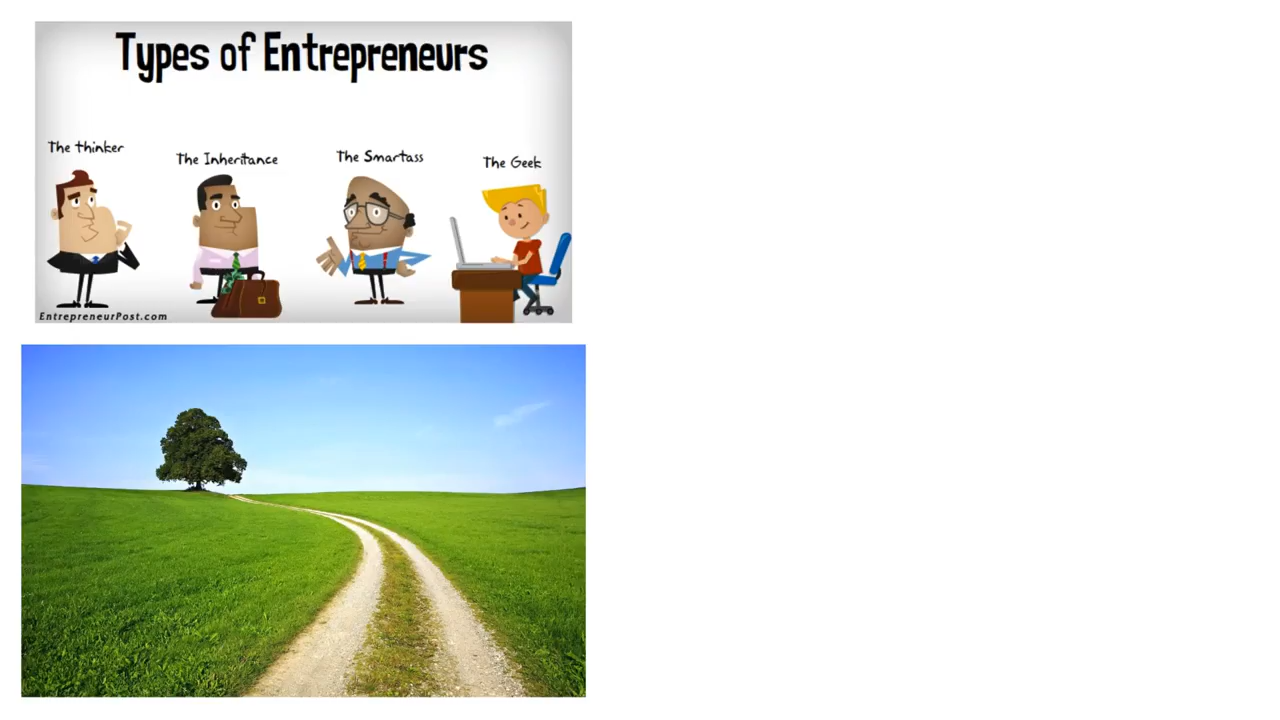 Types of Entrepreneurs
The thinker
The Inheritance
The Smartass
The Geek
EntrepreneurPost.com